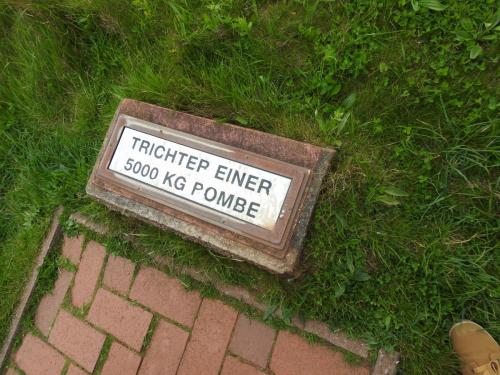 TRICHTEP EINER
5000 KG POMBE